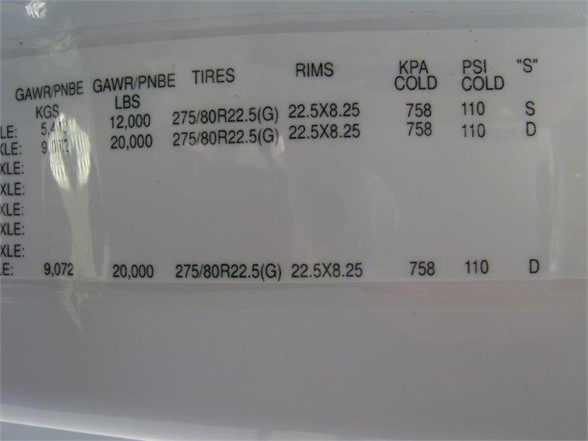 GAWR/PNBE GAWR/PNBE TIRES RIMS KPA PSI "S"
KGS LBS COLD COLD
LE: 12,000 275/80R22.5(G) 22.5X8.25 758 110 S
XLE: 20,000 275/80R22.5(G) 22.5X8.25 758 110 D
XLE:
XLE:
XLE:
XLE:
LE: 9,072 20,000 275/80R22.5(G) 22.5X8.25 758 110 D